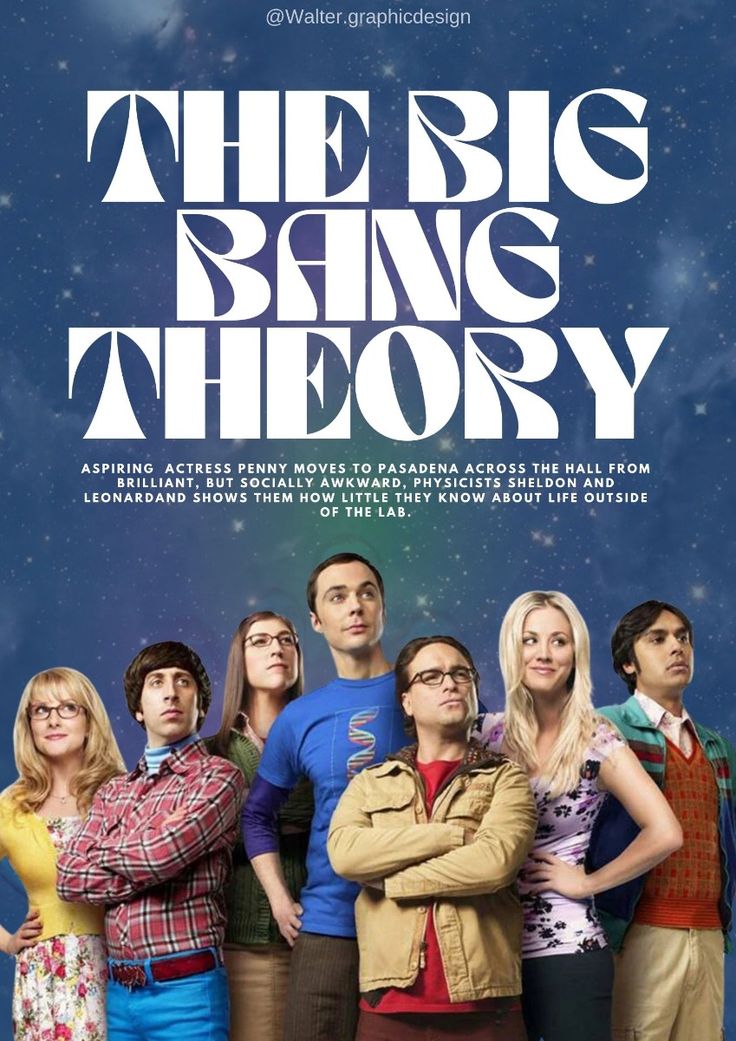 @Walter.graphicdesign
THE BIG
BANG
THEORY
ASPIRING ACTRESS PENNY MOVES TO PASADENA ACROSS THE HALL FROM
BRILLIANT, BUT SOCIALLY AWKWARD, PHYSICISTS SHELDON AND
LEONARDAND SHOWS THEM HOW LITTLE THEY KNOW ABOUT LIFE OUTSIDE
OF THE LAB.